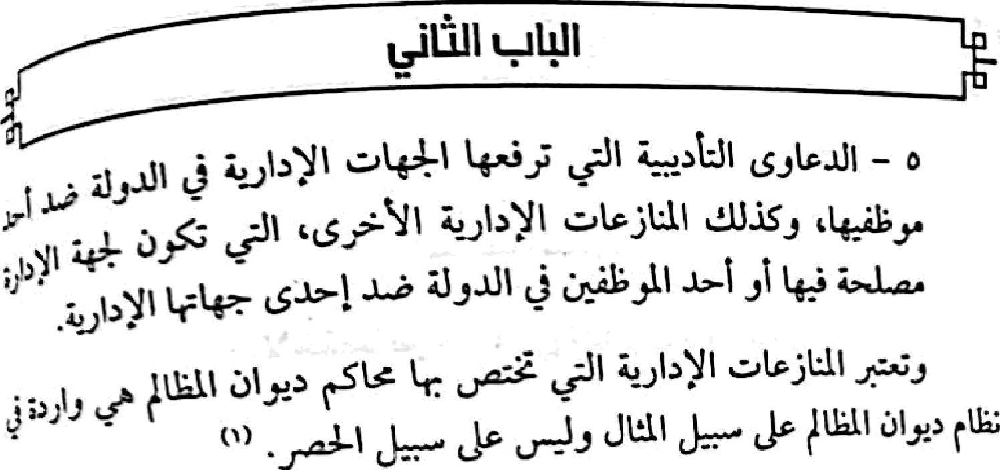 الباب الثاني
٥ - الدعاوى التأديبية التي ترفعها الجهات الإدارية في الدولة ضد أحد
موظفيها، وكذلك المنازعات الإدارية الأخرى، التي تكون لجهة الإدارة
مصلحة فيها أو أحد الموظفين في الدولة ضد إحدى جهاتها الإدارية.
وتعتبر المنازعات الإدارية التي تختص بها محاكم ديوان المظالم هي واردة في
نظام ديوان المظالم على سبيل المثال وليس على سبيل الحصر. (١)